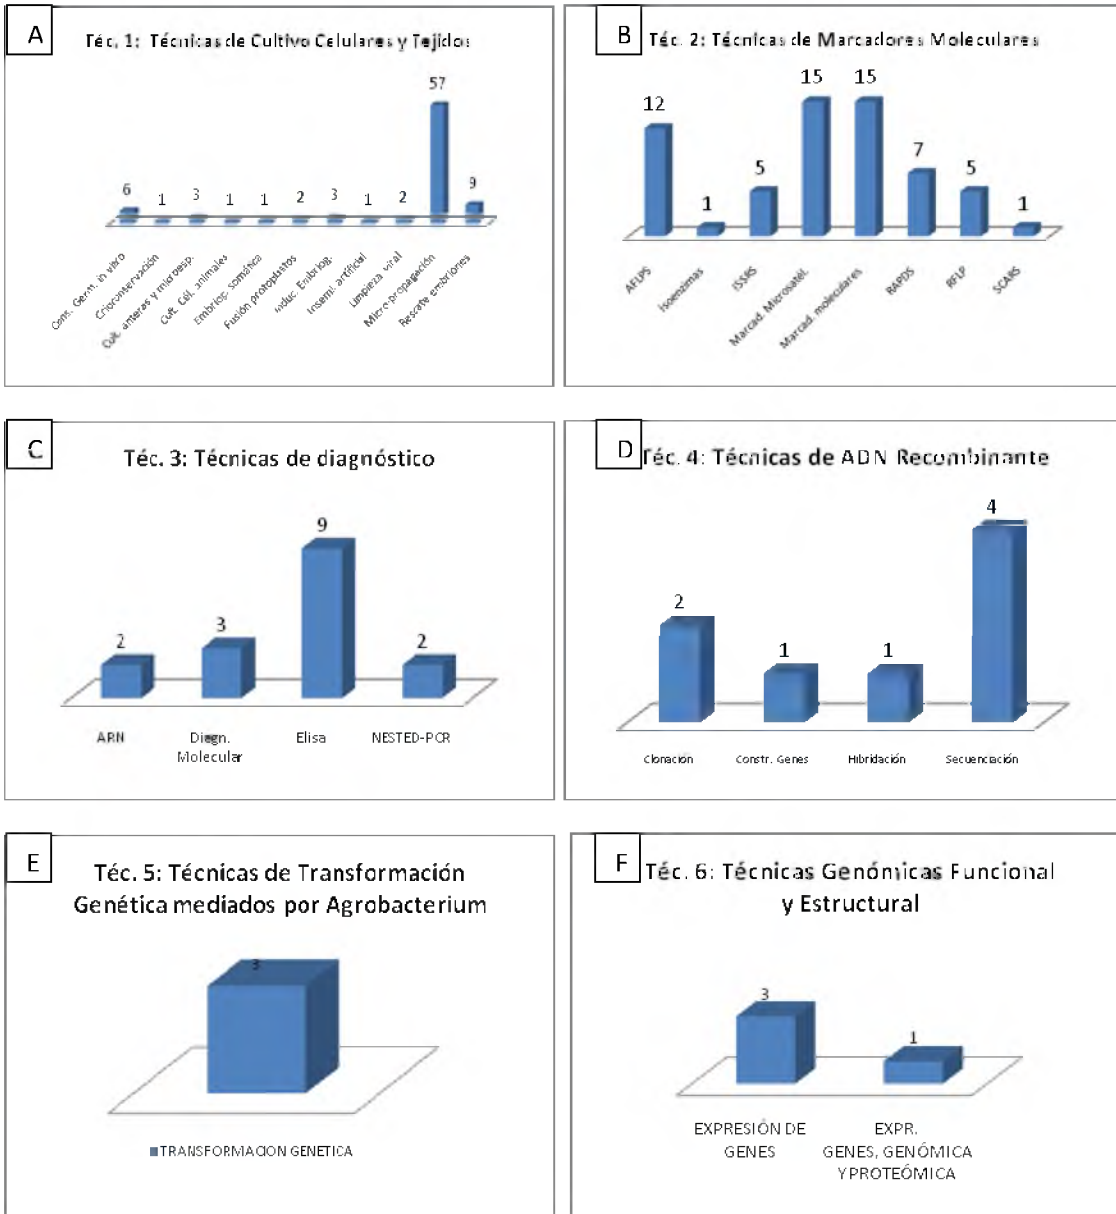 A
Téc. 1: Técnicas de Cultivo Celulares y Tejidos
57
6
1
3
1
1
2
3
1
2
9
Cons. Germ. in vitro
Crioconservación
Cult. anteras y microesp.
Cult. Cél. animales
Embriog. somática
Fusión protoplastos
Induc. Embriog.
Insemi. artificial
Limpieza viral
Micro-propagación
Rescate embriones
B
Téc. 2: Técnicas de Marcadores Moleculares
12
1
5
15
15
7
5
1
AFLPS
Isoenzimas
ISSRS
Marcad. Microsatél.
Marcad. moleculares
RAPDS
RFLP
SCARS
C
Téc. 3: Técnicas de diagnóstico
2
3
9
2
ARN
Diagn.
Molecular
Elisa
NESTED-PCR
D
Téc. 4: Técnicas de ADN Recombinante
2
1
1
4
Clonación
Constr. Genes
Hibridación
Secuenciación
E
Téc. 5: Técnicas de Transformación
Genética mediados por Agrobacterium
3
TRANSFORMACION GENETICA
F
Téc. 6: Técnicas Genómicas Funcional
y Estructural
3
1
EXPRESIÓN DE
GENES
EXPR.
GENES, GENÓMICA
Y PROTEÓMICA